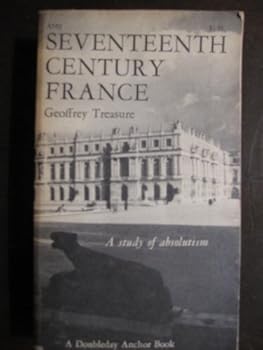 SEVENTEENTH
CENTURY
FRANCE
Geoffrey Treasure
A study of absolutism
A Doubleday Anchor Book